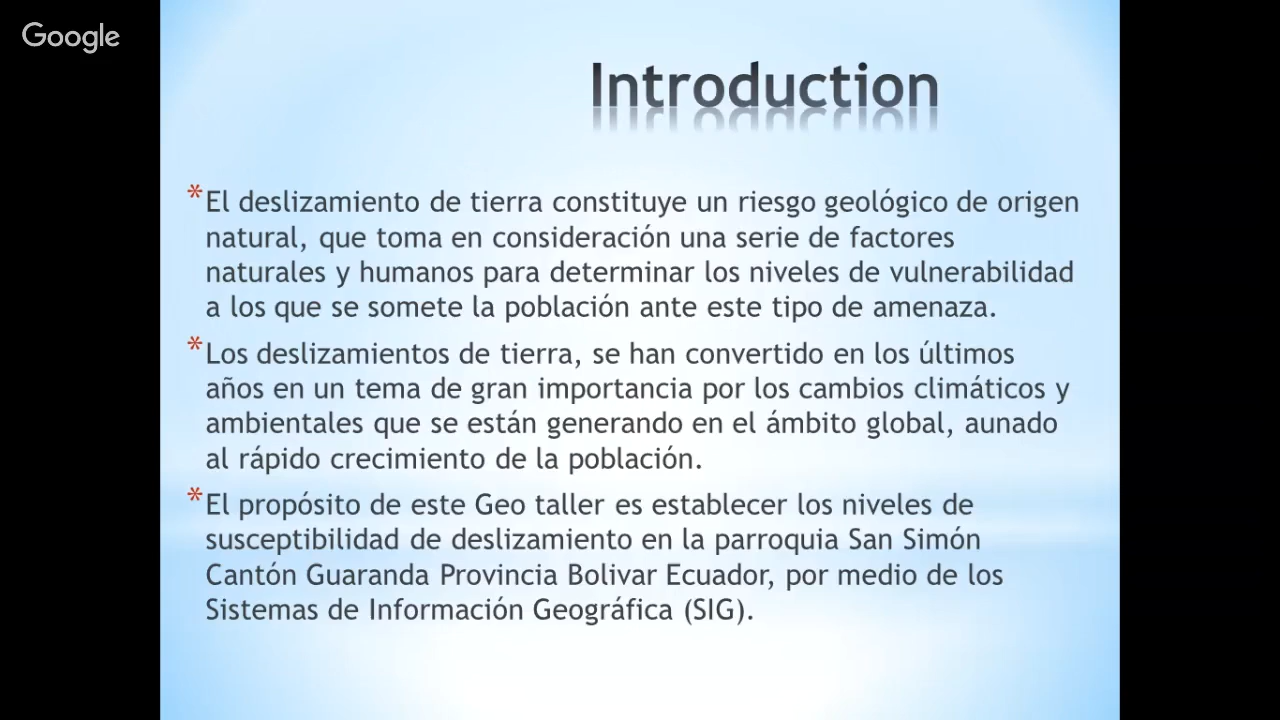 Google
Introduction
* El deslizamiento de tierra constituye un riesgo geológico de origen
natural, que toma en consideración una serie de factores
naturales y humanos para determinar los niveles de vulnerabilidad
a los que se somete la población ante este tipo de amenaza.
* Los deslizamientos de tierra, se han convertido en los últimos
años en un tema de gran importancia por los cambios climáticos y
ambientales que se están generando en el ámbito global, aunado
al rápido crecimiento de la población.
* El propósito de este Geo taller es establecer los niveles de
susceptibilidad de deslizamiento en la parroquia San Simón
Cantón Guaranda Provincia Bolivar Ecuador, por medio de los
Sistemas de Información Geográfica (SIG).